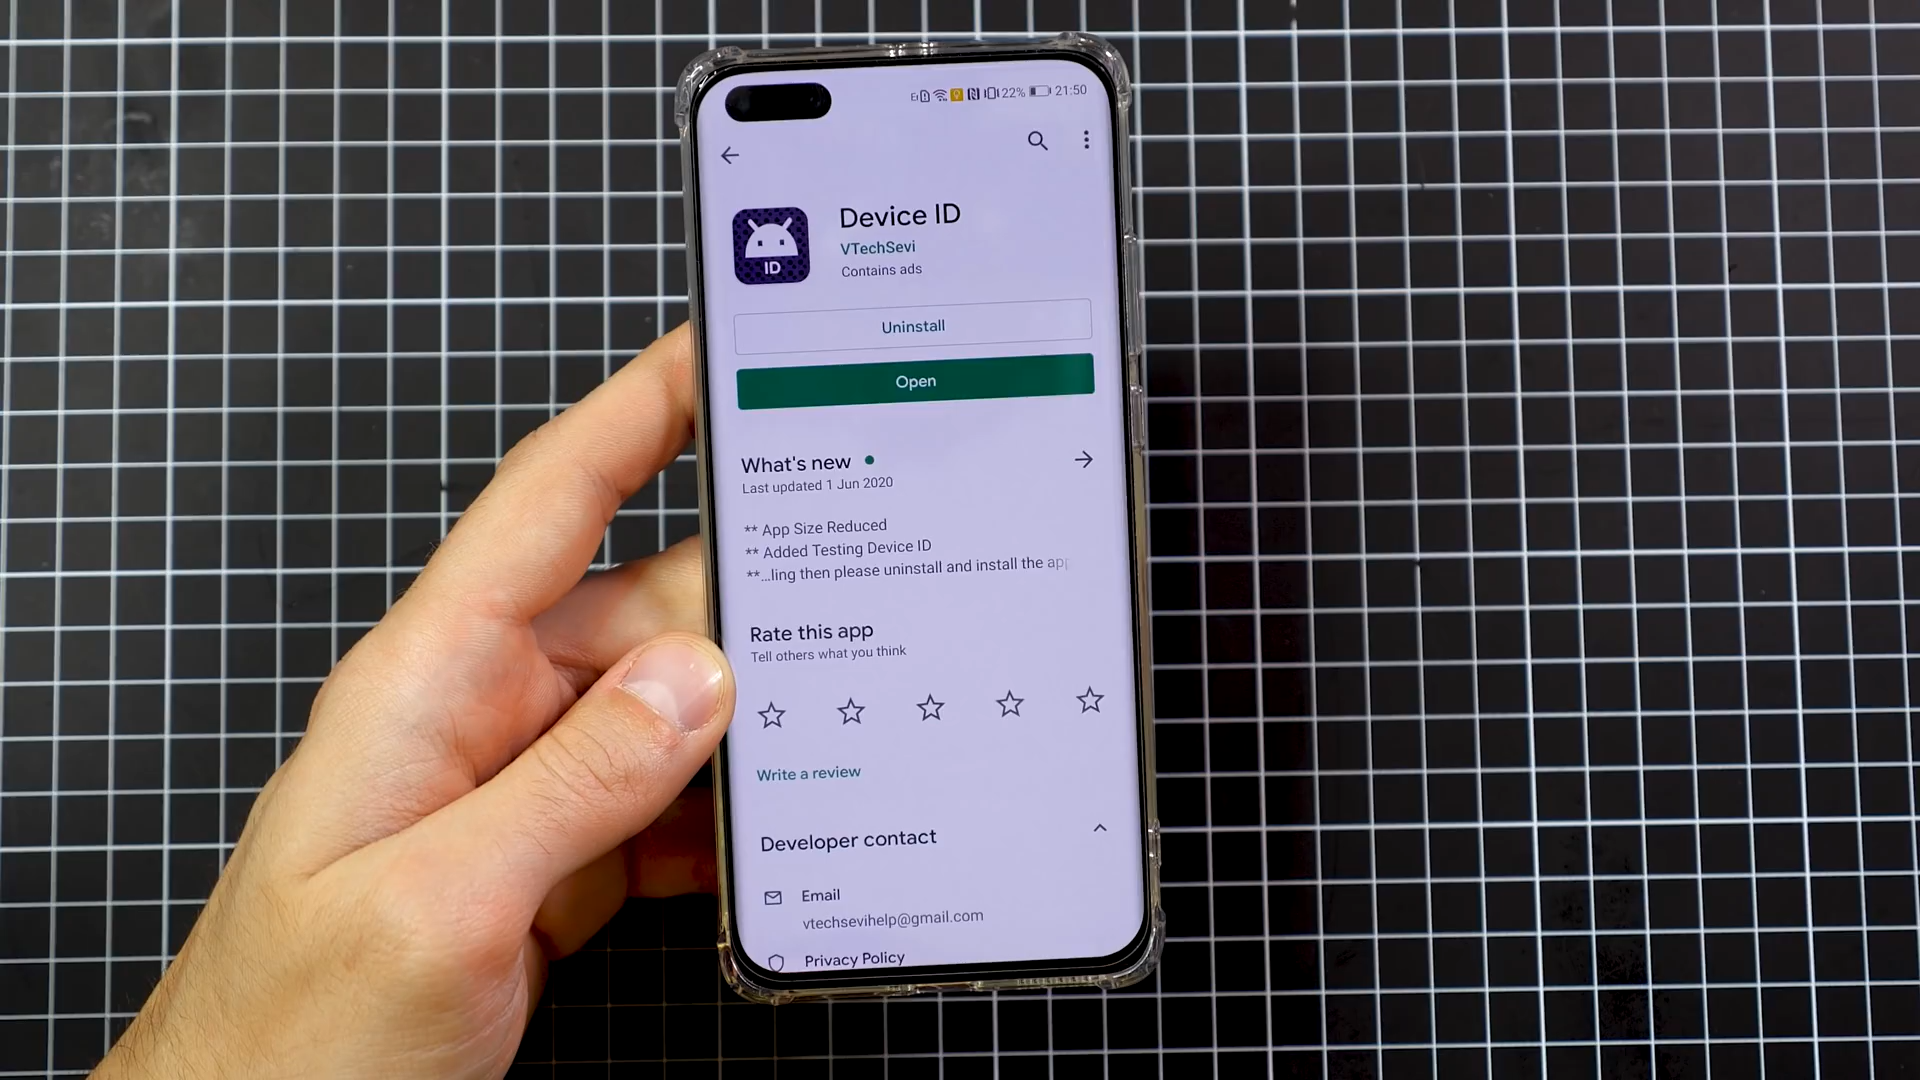 22% 21:50
Device ID
ID
VTechSevi
Contains ads
Uninstall
Open
What's new
Last updated 1 Jun 2020
** App Size Reduced
** Added Testing Device ID
**...ling then please uninstall and install the app
Rate this app
Tell others what you think
Write a review
Developer contact
Email
vtechsevihelp@gmail.com
Privacy Policy